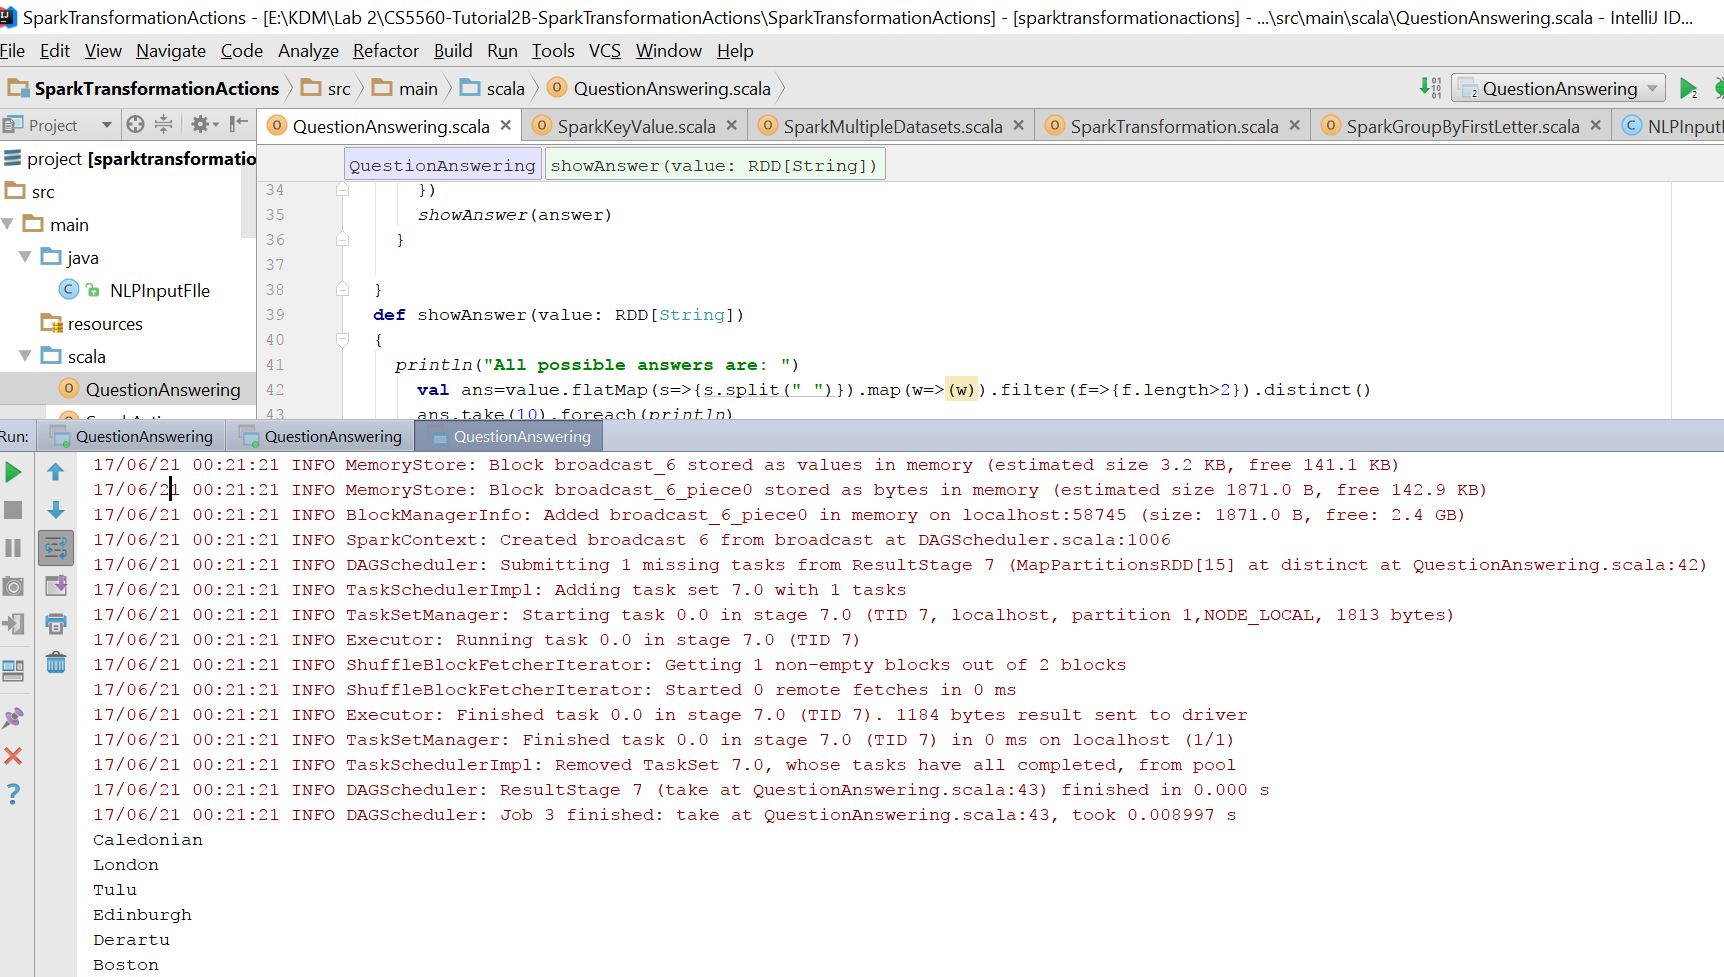 SparkTransformationActions - [E:\KDM\Lab 2\CS5560-Tutorial2B-SparkTransformationActions\SparkTransformationActions] - [sparktransformationactions] - ...\src\main\scala\QuestionAnswering.scala - IntelliJ ID...
File Edit View Navigate Code Analyze Refactor Build Run Tools VCS Window Help
SparkTransformationActions src main scala QuestionAnswering.scala QuestionAnswering
Project QuestionAnswering.scala SparkKeyValue.scala SparkMultipleDatasets.scala SparkTransformation.scala SparkGroupByFirstLetter.scala NLPInput
project [sparktransformatio
src
main
java
NLPInputFIle
resources
scala
QuestionAnswering
QuestionAnswering showAnswer(value: RDD[String])
34 })
35 showAnswer(answer)
36 }
37
38 }
39 def showAnswer(value: RDD[String])
40 {
41 println("All possible answers are: ")
42 val ans=value.flatMap(s=>{s.split(" ")}).map(w=>(w)).filter(f=>{f.length>2}).distinct()
43 ans.take(10).foreach(println)
Run: QuestionAnswering QuestionAnswering QuestionAnswering
17/06/21 00:21:21 INFO MemoryStore: Block broadcast_6 stored as values in memory (estimated size 3.2 KB, free 141.1 KB)
17/06/21 00:21:21 INFO MemoryStore: Block broadcast_6_piece0 stored as bytes in memory (estimated size 1871.0 B, free 142.9 KB)
17/06/21 00:21:21 INFO BlockManagerInfo: Added broadcast_6_piece0 in memory on localhost:58745 (size: 1871.0 B, free: 2.4 GB)
17/06/21 00:21:21 INFO SparkContext: Created broadcast 6 from broadcast at DAGScheduler.scala:1006
17/06/21 00:21:21 INFO DAGScheduler: Submitting 1 missing tasks from ResultStage 7 (MapPartitionsRDD[15] at distinct at QuestionAnswering.scala:42)
17/06/21 00:21:21 INFO TaskSchedulerImpl: Adding task set 7.0 with 1 tasks
17/06/21 00:21:21 INFO TaskSetManager: Starting task 0.0 in stage 7.0 (TID 7, localhost, partition 1,NODE_LOCAL, 1813 bytes)
17/06/21 00:21:21 INFO Executor: Running task 0.0 in stage 7.0 (TID 7)
17/06/21 00:21:21 INFO ShuffleBlockFetcherIterator: Getting 1 non-empty blocks out of 2 blocks
17/06/21 00:21:21 INFO ShuffleBlockFetcherIterator: Started 0 remote fetches in 0 ms
17/06/21 00:21:21 INFO Executor: Finished task 0.0 in stage 7.0 (TID 7). 1184 bytes result sent to driver
17/06/21 00:21:21 INFO TaskSetManager: Finished task 0.0 in stage 7.0 (TID 7) in 0 ms on localhost (1/1)
17/06/21 00:21:21 INFO TaskSchedulerImpl: Removed TaskSet 7.0, whose tasks have all completed, from pool
17/06/21 00:21:21 INFO DAGScheduler: ResultStage 7 (take at QuestionAnswering.scala:43) finished in 0.000 s
17/06/21 00:21:21 INFO DAGScheduler: Job 3 finished: take at QuestionAnswering.scala:43, took 0.008997 s
Caledonian
London
Tulu
Edinburgh
Derartu
Boston